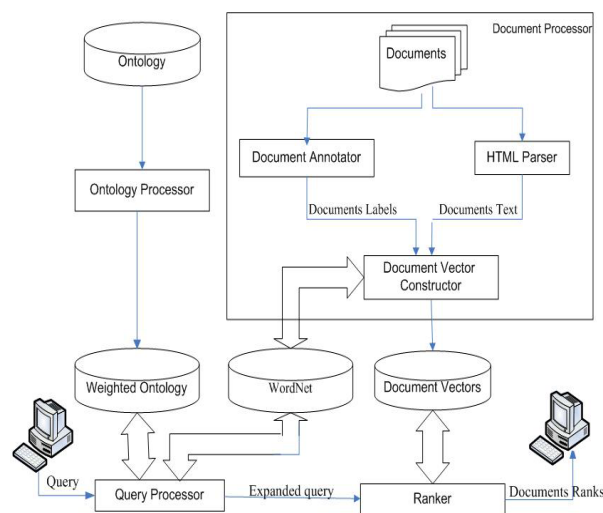 Document Processor
Ontology
Documents
Document Annotator
HTML Parser
Ontology Processor
Documents Labels
Documents Text
Document Vector
Constructor
Weighted Ontology
WordNet
Document Vectors
Query
Query Processor
Expanded query
Ranker
Documents Ranks